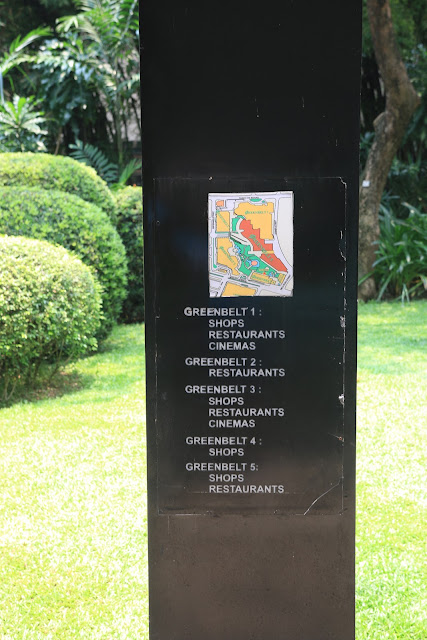 GREENBELT 1 :
SHOPS
RESTAURANTS
CINEMAS
GREENBELT 2 :
RESTAURANTS
GREENBELT 3 :
SHOPS
RESTAURANTS
CINEMAS
GREENBELT 4 :
SHOPS
GREENBELT 5:
SHOPS
RESTAURANTS